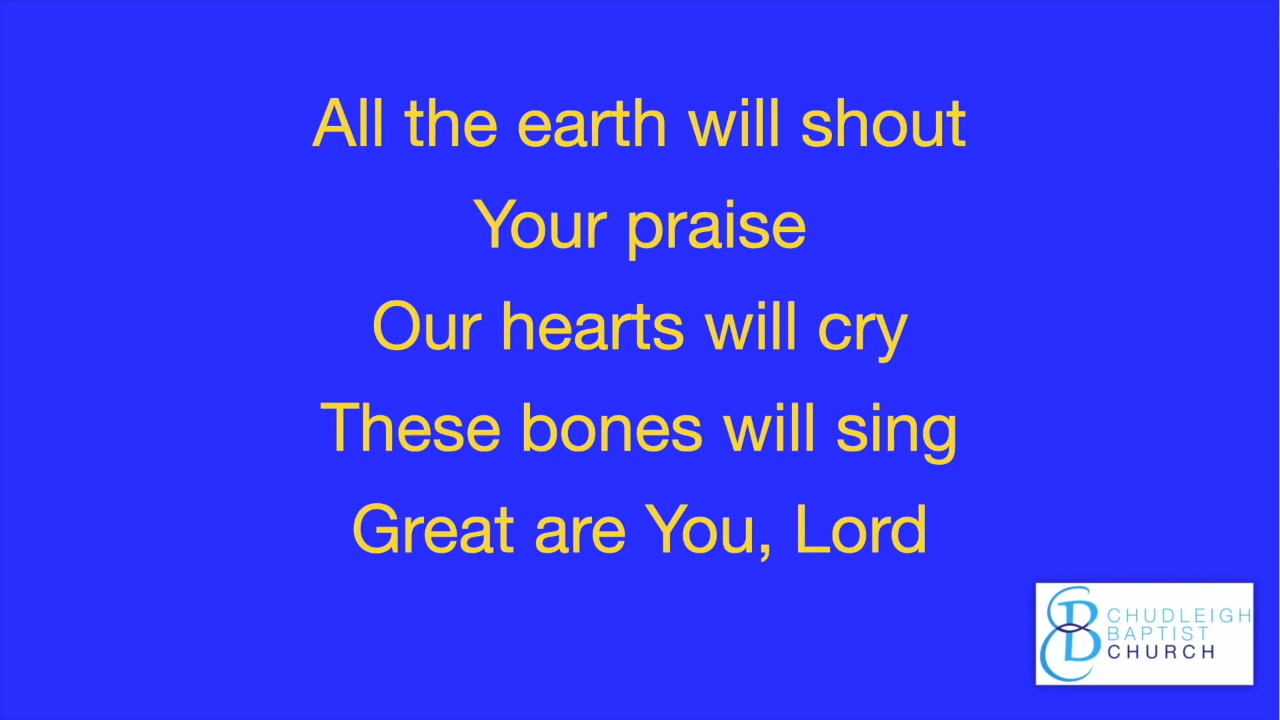 All the earth will shout
Your praise
Our hearts will cry
These bones will sing
Great are You, Lord
CHUDLEIGH
BAPTIST
CHURCH